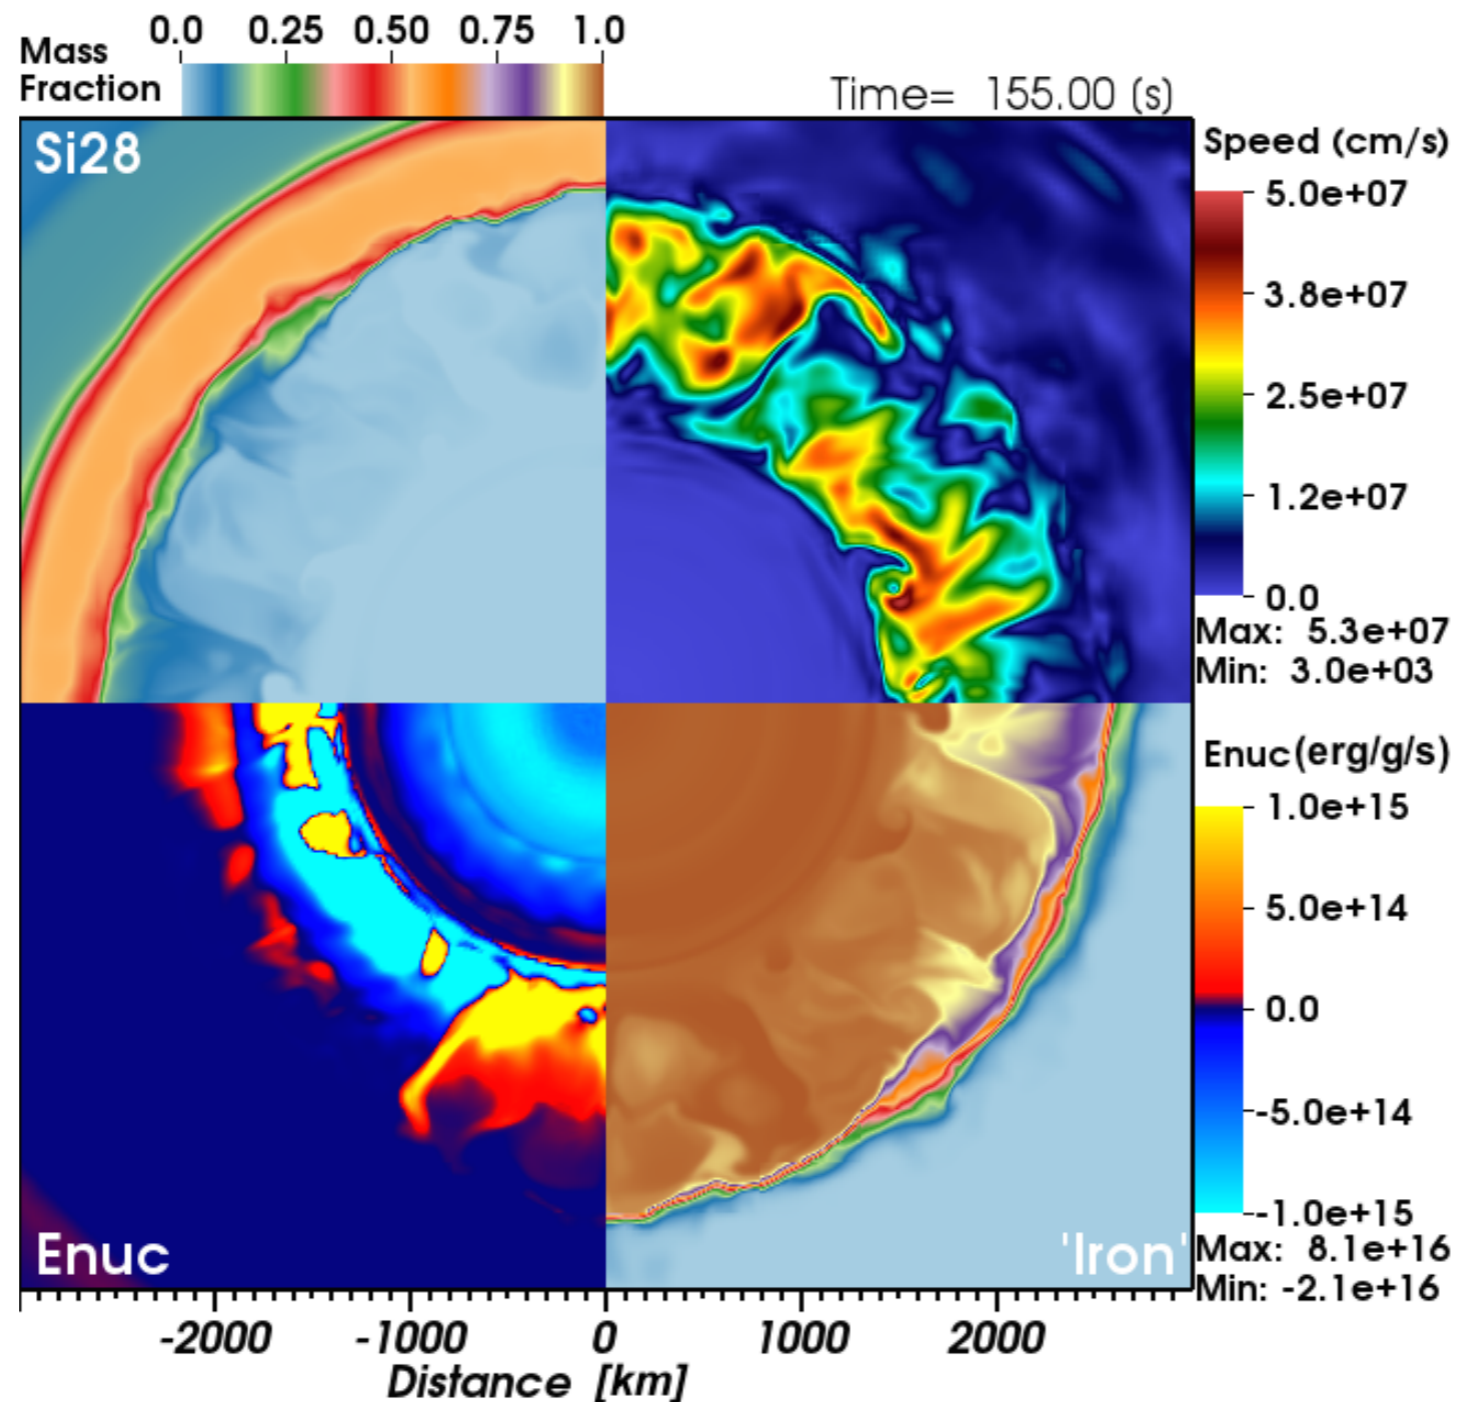 0.0 0.25 0.50 0.75 1.0
Mass
Fraction
Time= 155.00 (s)
Si28
Speed (cm/s)
5.0e+07
3.8e+07
2.5e+07
1.2e+07
0.0
Max: 5.3e+07
Min: 3.0e+03
Enuc(erg/g/s)
1.0e+15
5.0e+14
0.0
-5.0e+14
-1.0e+15
Max: 8.1e+16
Min: -2.1e+16
Enuc
'Iron'
-2000 -1000 0 1000 2000
Distance [km]